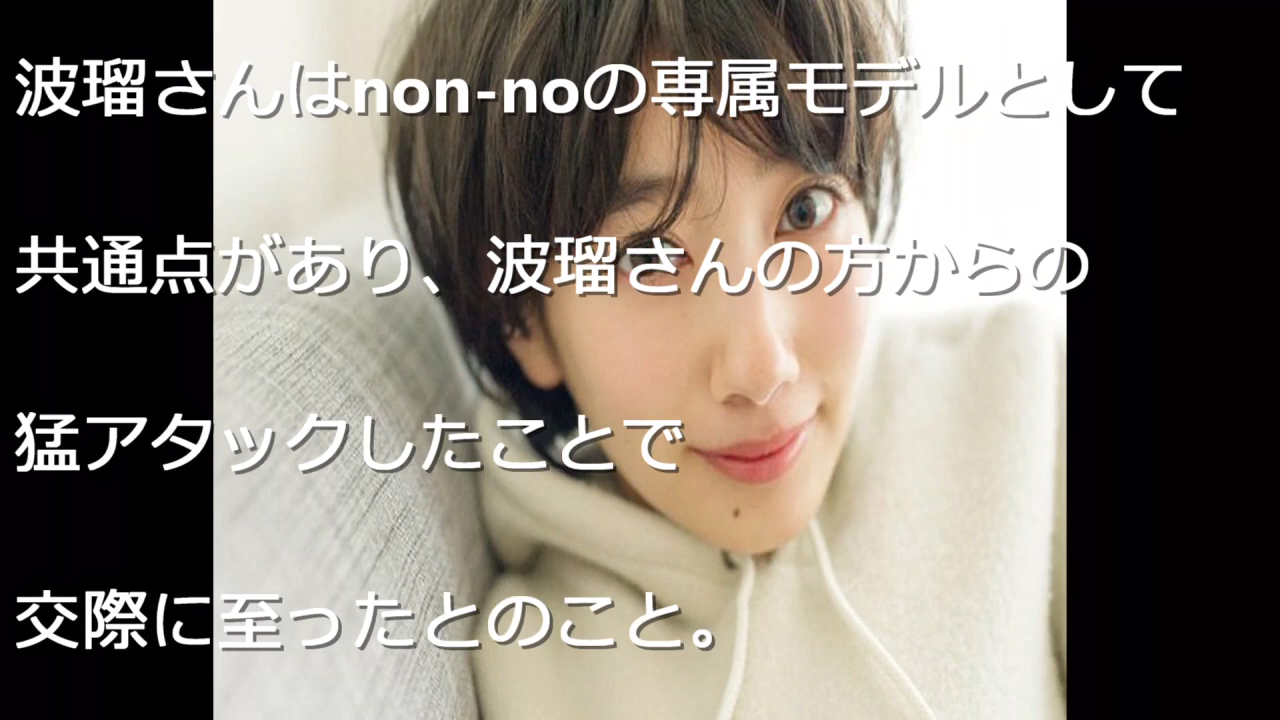 波瑠さんはnon-noの専属モデルとして
共通点があり、波瑠さんの方からの
猛アタックしたことで
交際に至ったとのこと。